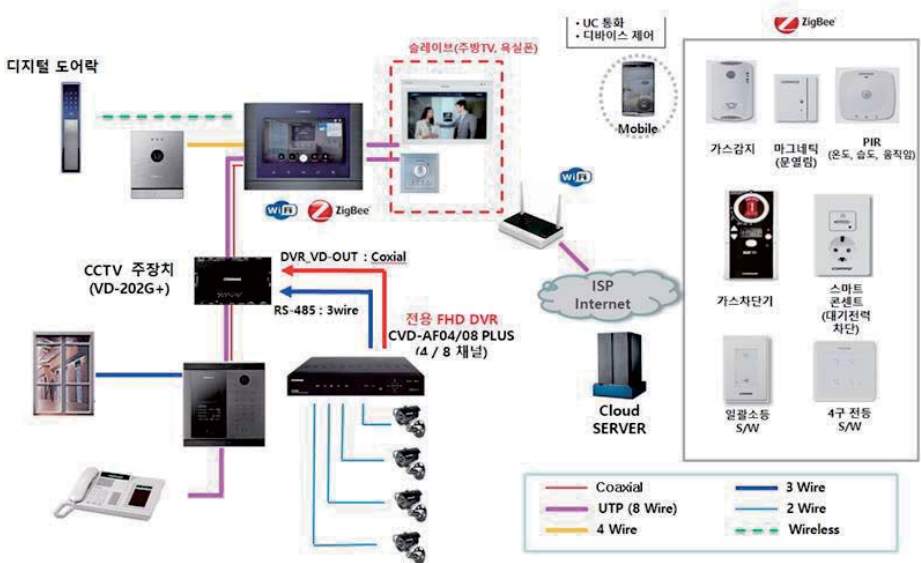 • UC 통화
• 디바이스 제어
ZigBee
슬레이브(주방TV, 욕실폰)
디지털 도어락
Mobile
가스감지
마그네틱
(문열림)
PIR
(온도, 습도, 움직임)
WiFi
WiFi ZigBee
DVR_VD-OUT : Coxial
CCTV 주장치
(VD-202G+)
ISP
Internet
RS-485 : 3wire
가스차단기
스마트
콘센트
(대기전력
차단)
전용 FHD DVR
CVD-AF04/08 PLUS
(4 / 8 채널)
Cloud
SERVER
일괄소등
S/W
4구 전등
S/W
Coaxial
3 Wire
UTP (8 Wire)
2 Wire
4 Wire
Wireless